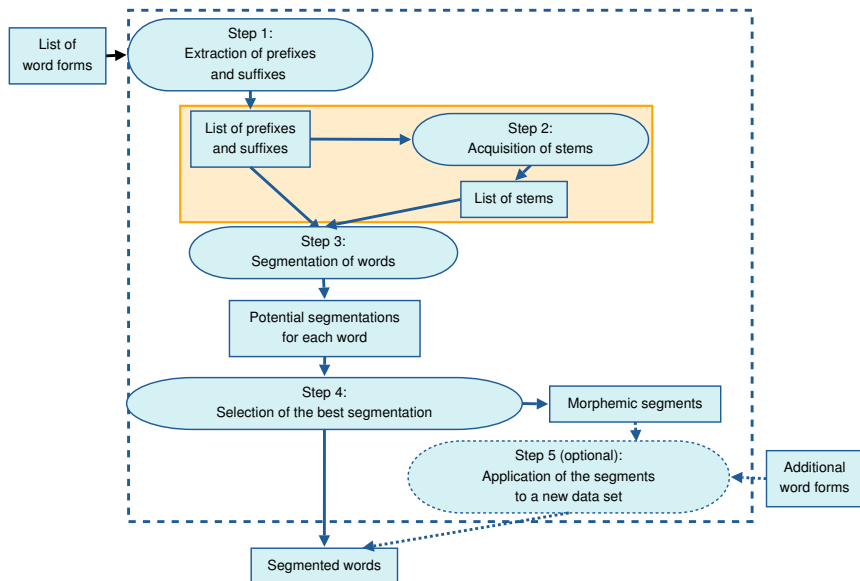 List of
word forms
Step 1:
Extraction of prefixes
and suffixes
List of prefixes
and suffixes
Step 2:
Acquisition of stems
List of stems
Step 3:
Segmentation of words
Potential segmentations
for each word
Step 4:
Selection of the best segmentation
Morphemic segments
Step 5 (optional):
Application of the segments
to a new data set
Additional
word forms
Segmented words